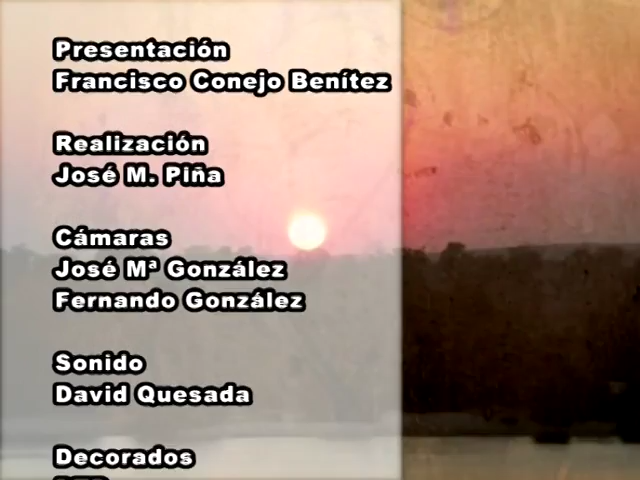 Presentación
Francisco Conejo Benítez
Realización
José M. Piña
Cámaras
José Mª González
Fernando González
Sonido
David Quesada
Decorados